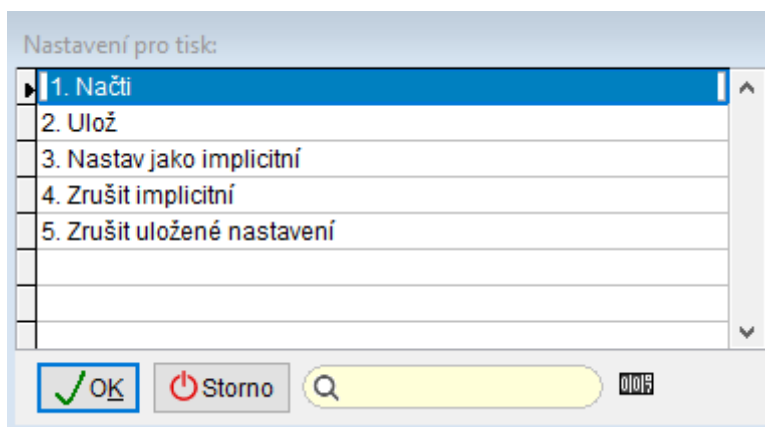 Nastavení pro tisk:
1. Načti
2. Ulož
3. Nastav jako implicitní
4. Zrušit implicitní
5. Zrušit uložené nastavení
OK Storno